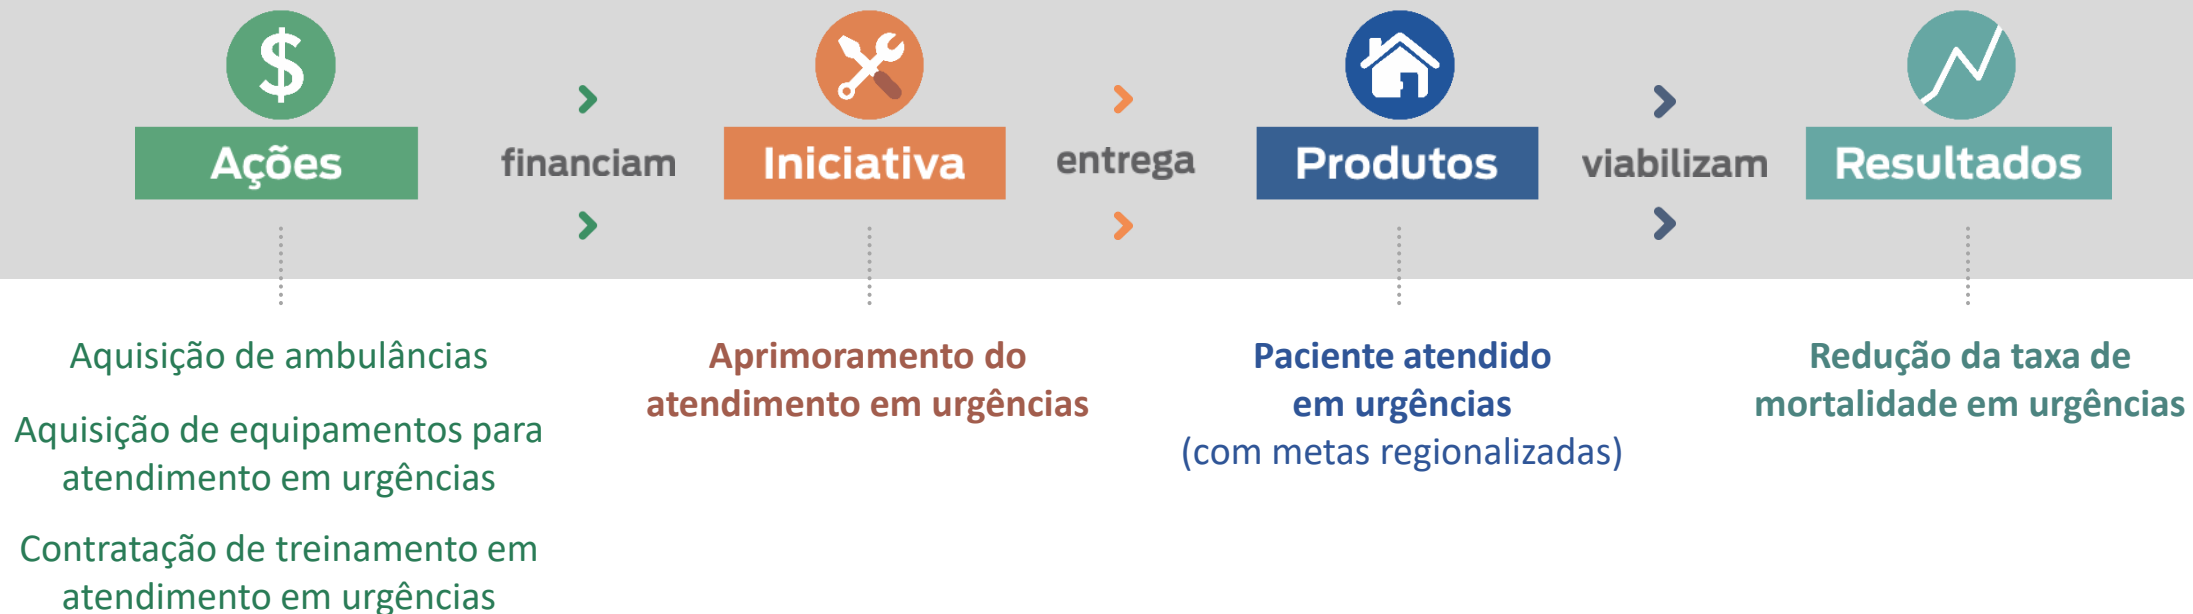 $
Ações
financiam
Iniciativa
entrega
Produtos
viabilizam
Resultados
Aquisição de ambulâncias
Aquisição de equipamentos para
atendimento em urgências
Contratação de treinamento em
atendimento em urgências
Aprimoramento do
atendimento em urgências
Paciente atendido
em urgências
(com metas regionalizadas)
Redução da taxa de
mortalidade em urgências